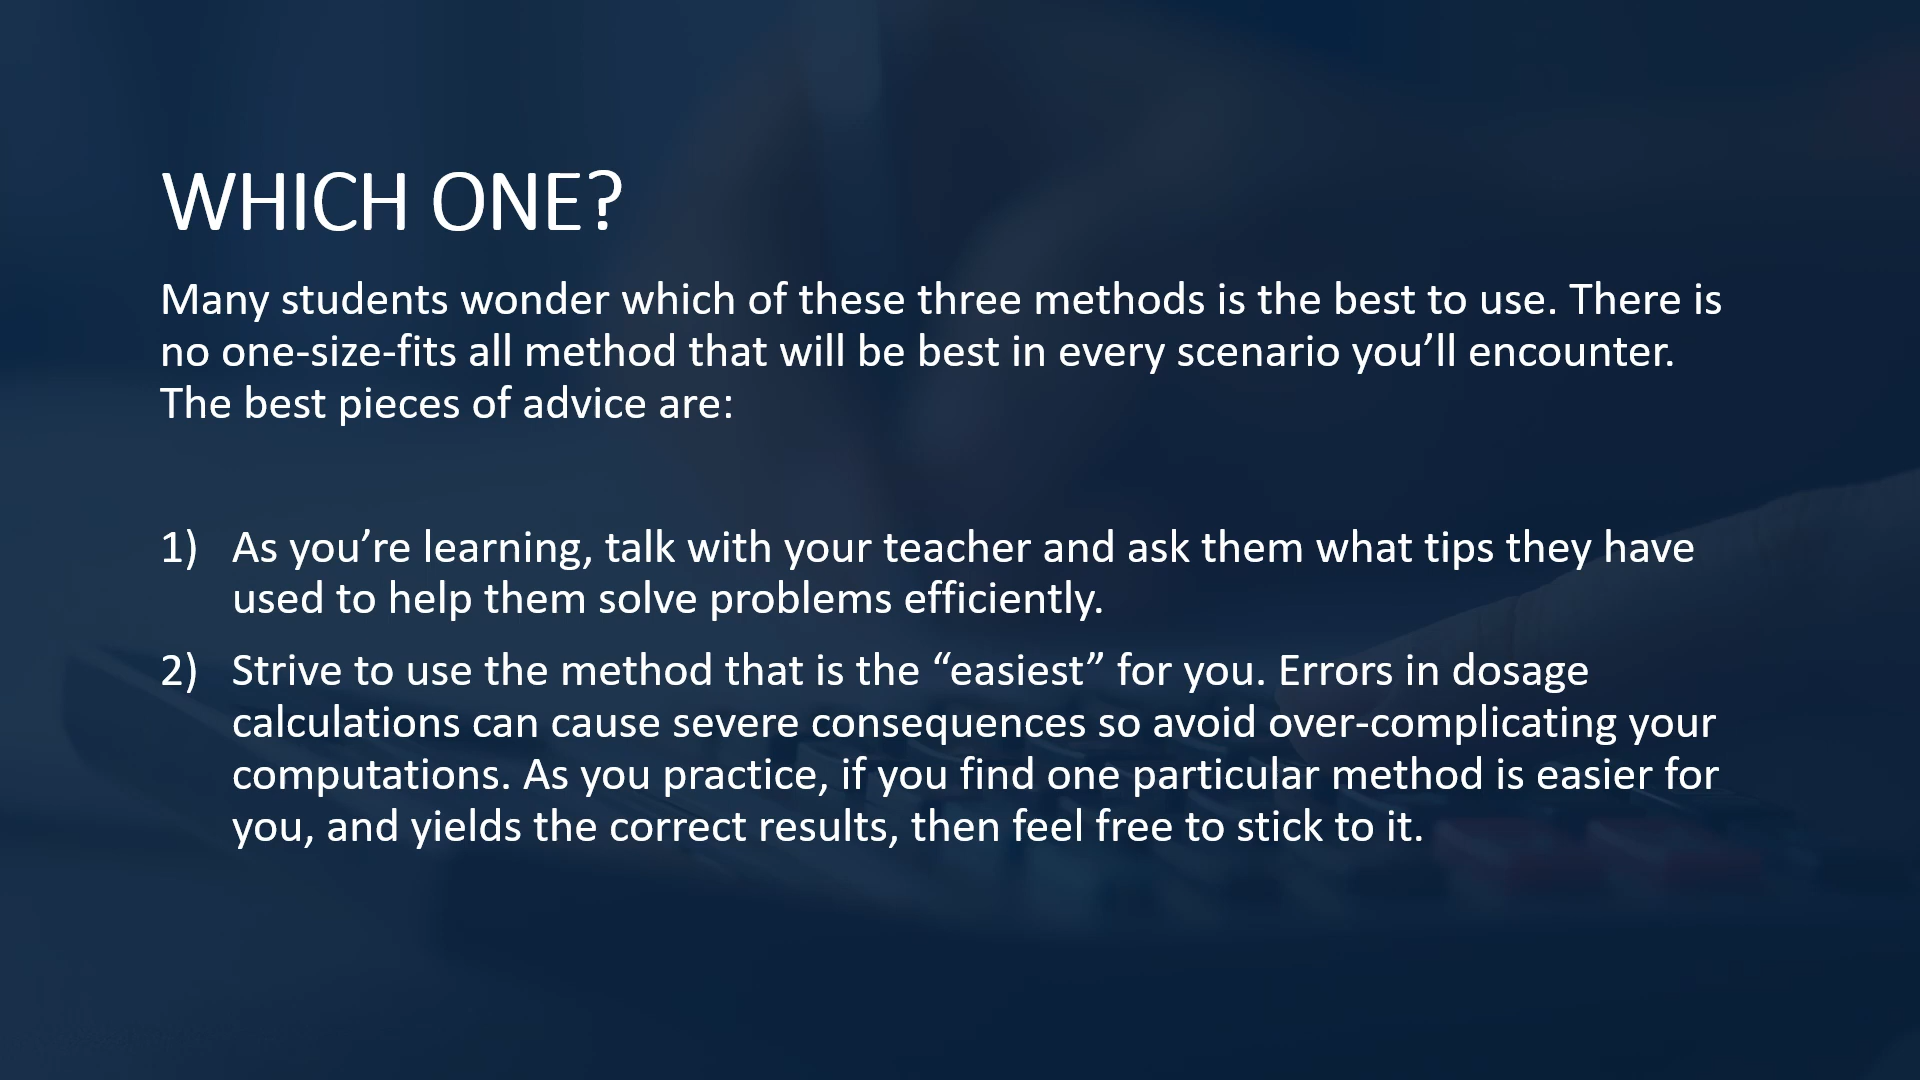 WHICH ONE?
Many students wonder which of these three methods is the best to use. There is
no one-size-fits all method that will be best in every scenario you’ll encounter.
The best pieces of advice are:
1) As you’re learning, talk with your teacher and ask them what tips they have
used to help them solve problems efficiently.
2) Strive to use the method that is the “easiest” for you. Errors in dosage
calculations can cause severe consequences so avoid over-complicating your
computations. As you practice, if you find one particular method is easier for
you, and yields the correct results, then feel free to stick to it.